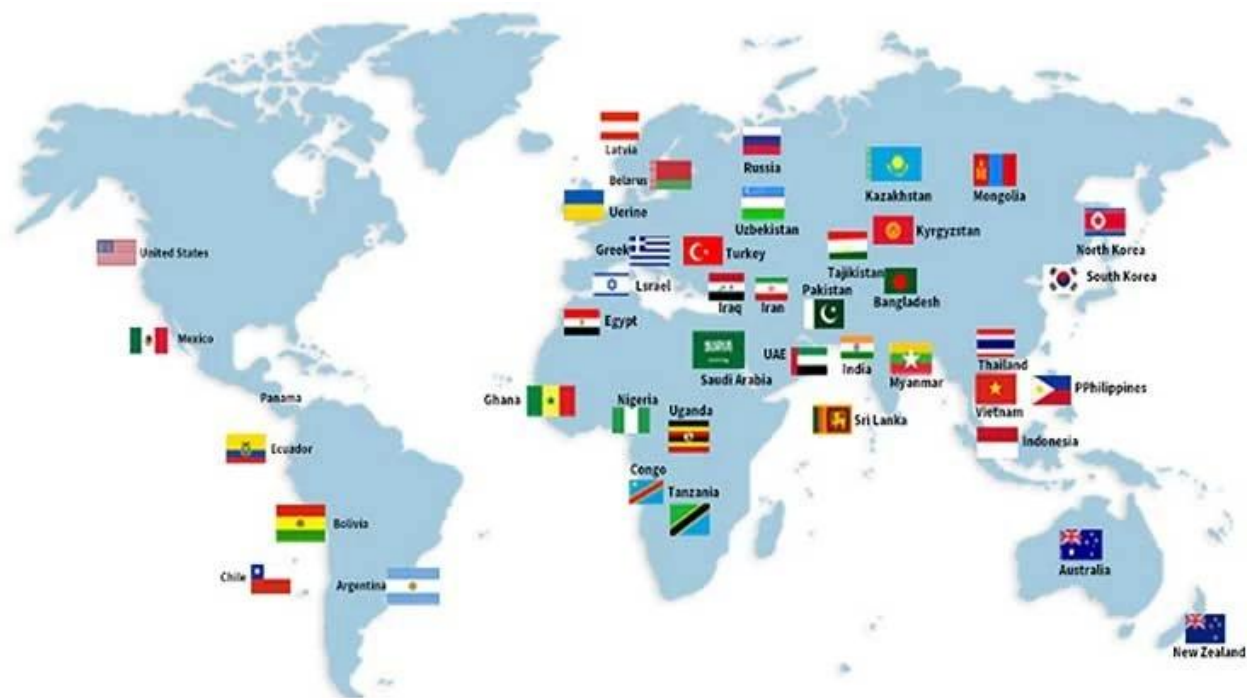 Latvia
Russia
Belarus
Kazakhstan
Mongolia
Uerine
Uzbekistan
Kyrgyzstan
North Korea
United States
Greek
Turkey
Tajikistan
South Korea
Lsrael
Iraq
Iran
Pakistan
Bangladesh
Egypt
Mexico
UAE
India
Thailand
Saudi Arabia
Myanmar
Panama
Ghana
Nigeria
Uganda
Sri Lanka
Vietnam
PPhilippines
Ecuador
Indonesia
Congo
Tanzania
Bolivia
Chile
Argentina
Australia
New Zealand